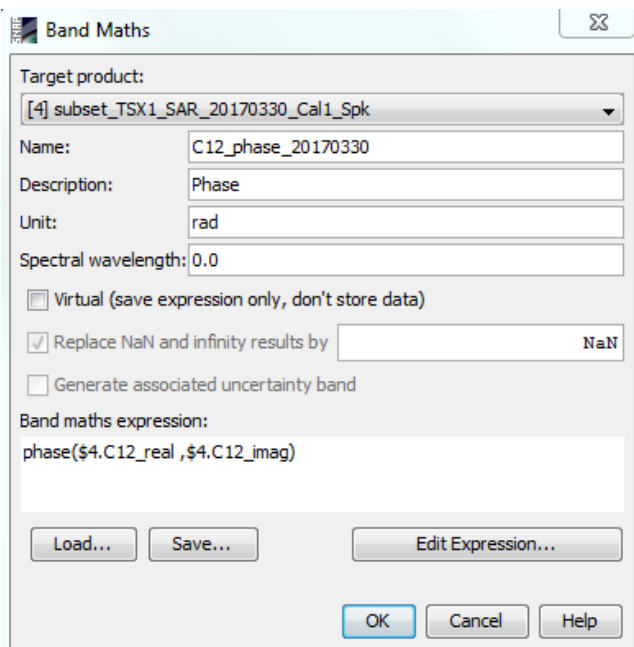 Band Maths
Target product:
[4] subset_TSX1_SAR_20170330_Cal1_Spk
Name: C12_phase_20170330
Description: Phase
Unit: rad
Spectral wavelength: 0.0
Virtual (save expression only, don't store data)
Replace NaN and infinity results by NaN
Generate associated uncertainty band
Band maths expression:
phase($4.C12_real ,$4.C12_imag)
Load... Save... Edit Expression...
OK Cancel Help